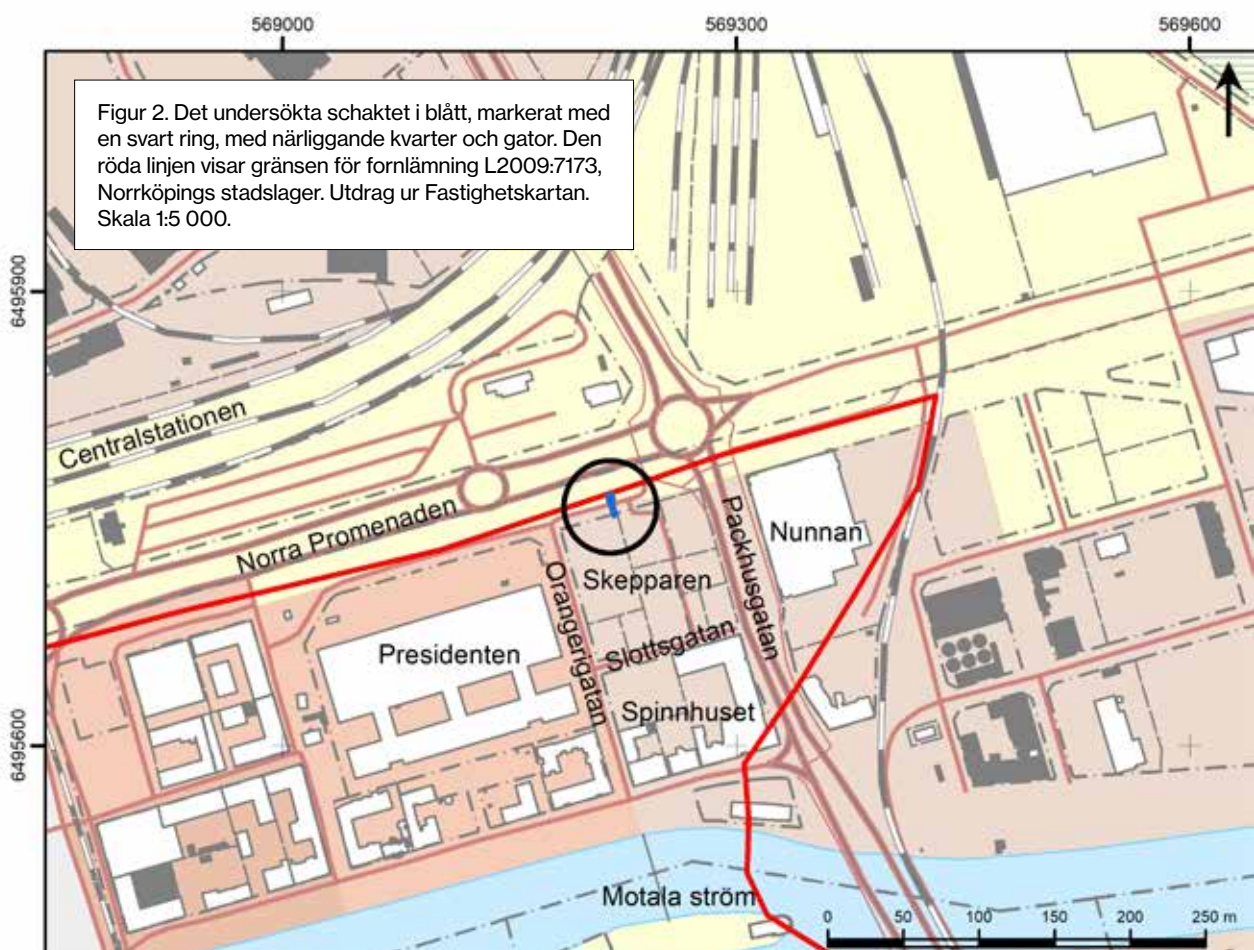 569000
569300
569600
Figur 2. Det undersökta schaktet i blått, markerat med
en svart ring, med närliggande kvarter och gator. Den
röda linjen visar gränsen för fornlämning L2009:7173,
Norrköpings stadslager. Utdrag ur Fastighetskartan.
Skala 1:5 000.
6495900
Centralstationen
Norra Promenaden
Packhusgatan
Nunnan
Orangerigatan
Skepparen
Presidenten
Slottsgatan
Spinnhuset
6495600
Motala ström
0 50 100 150 200 250 m